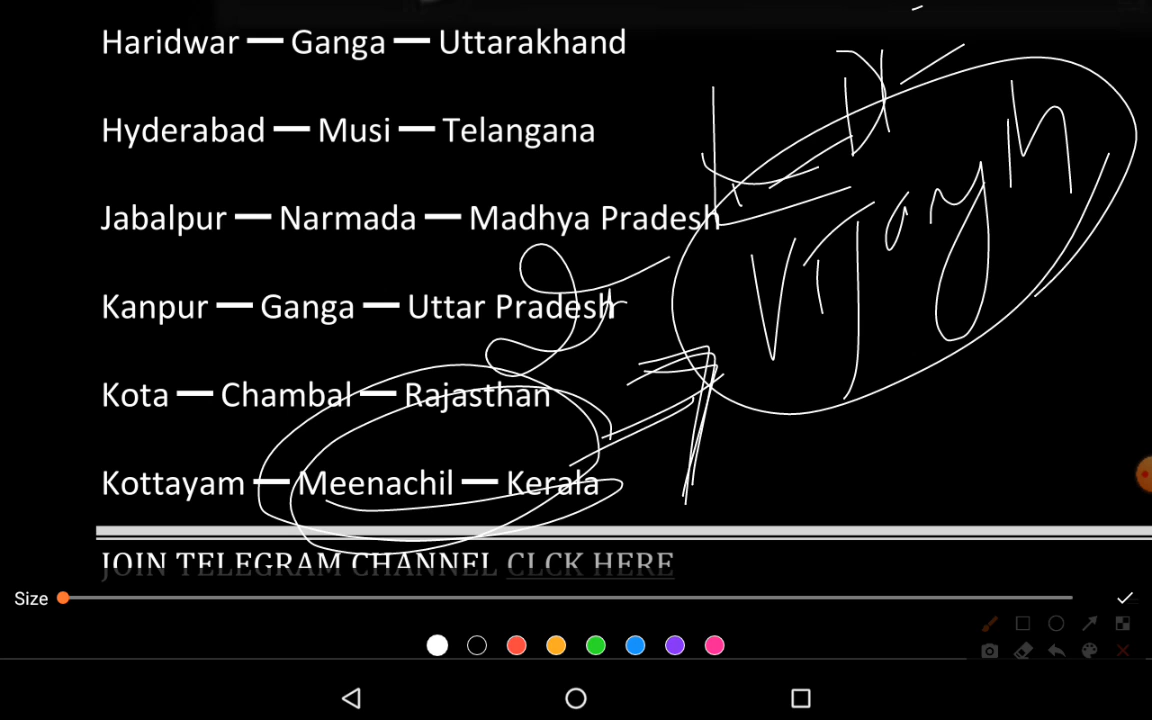 Haridwar — Ganga — Uttarakhand
Hyderabad — Musi — Telangana
Jabalpur — Narmada — Madhya Pradesh
Kanpur — Ganga — Uttar Pradesh
Kota — Chambal — Rajasthan
Kottayam — Meenachil — Kerala
JOIN TELEGRAM CHANNEL CLCK HERE
Size